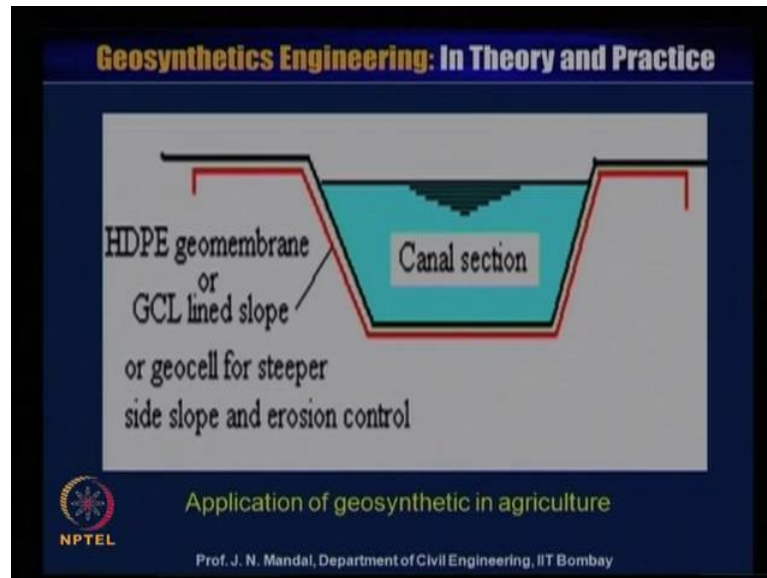 Geosynthetics Engineering: In Theory and Practice
HDPE geomembrane
or
GCL lined slope
or geocell for steeper
side slope and erosion control
Canal section
Application of geosynthetic in agriculture
NPTEL
Prof. J. N. Mandal, Department of Civil Engineering, IIT Bombay